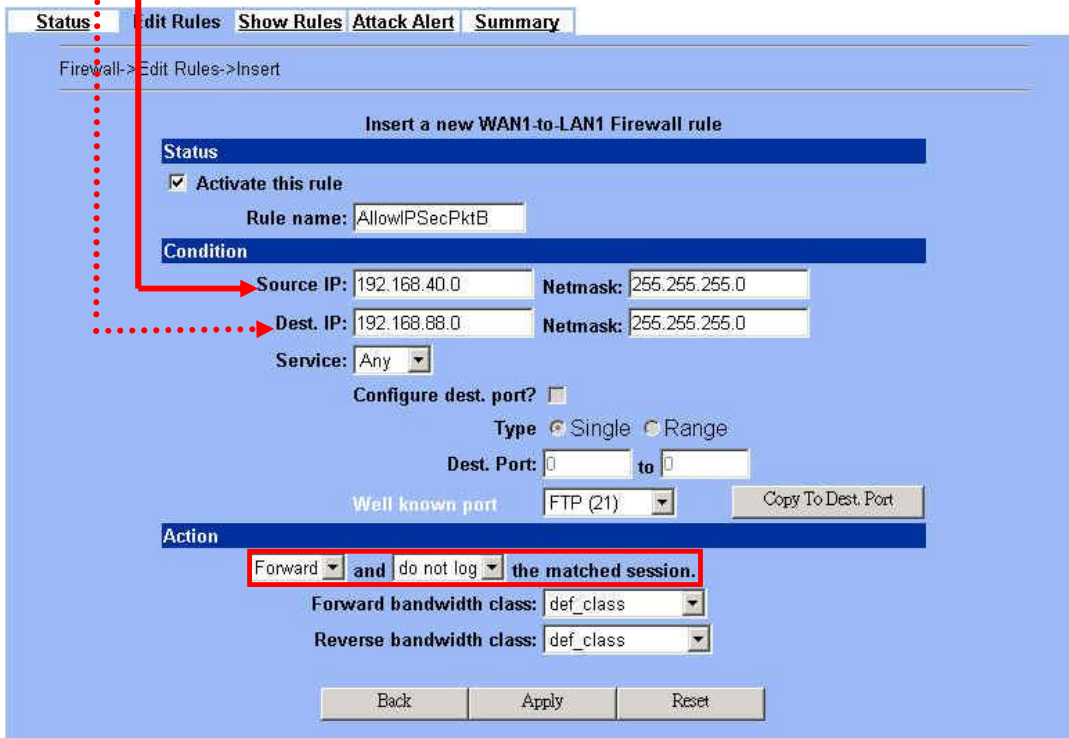 Status Edit Rules Show Rules Attack Alert Summary
Firewall->Edit Rules->Insert
Insert a new WAN1-to-LAN1 Firewall rule
Status
Activate this rule
Rule name: AllowIPSecPktB
Condition
Source IP: 192.168.40.0 Netmask: 255.255.255.0
Dest. IP: 192.168.88.0 Netmask: 255.255.255.0
Service: Any
Configure dest. port?
Type Single Range
Dest. Port: 0 to 0
Well known port FTP (21) Copy To Dest. Port
Action
Forward and do not log the matched session.
Forward bandwidth class: def_class
Reverse bandwidth class: def_class
Back Apply Reset